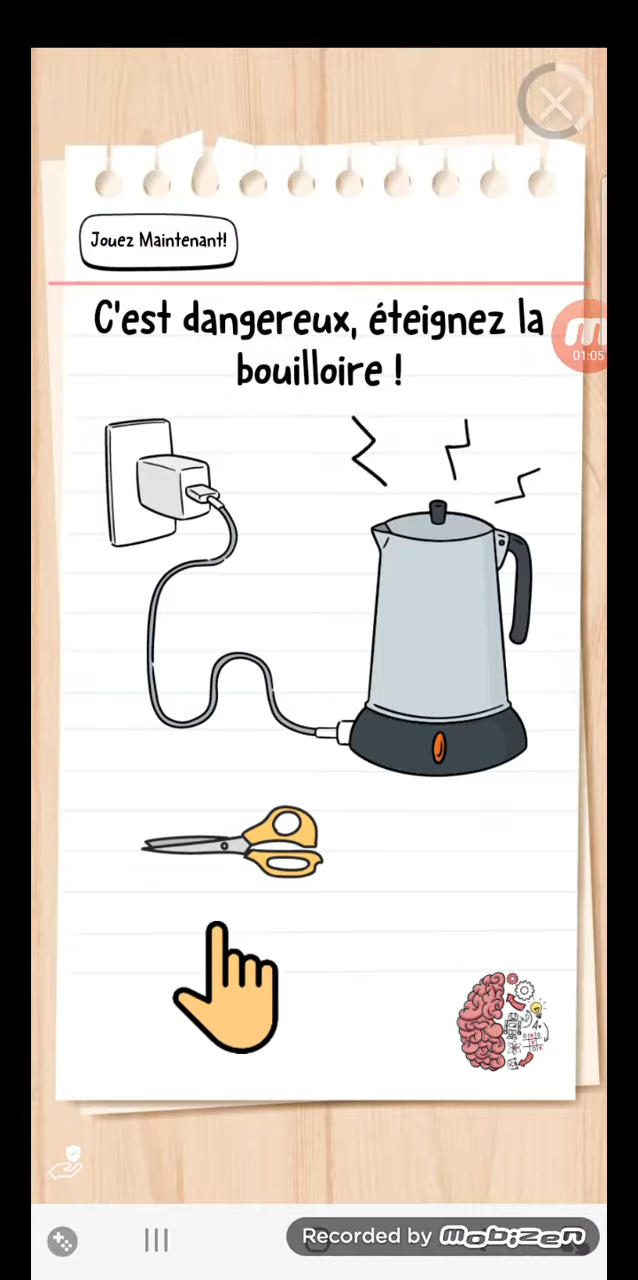 Jouez Maintenant!
C'est dangereux, éteignez la
bouilloire !
01:05
Recorded by mobizen